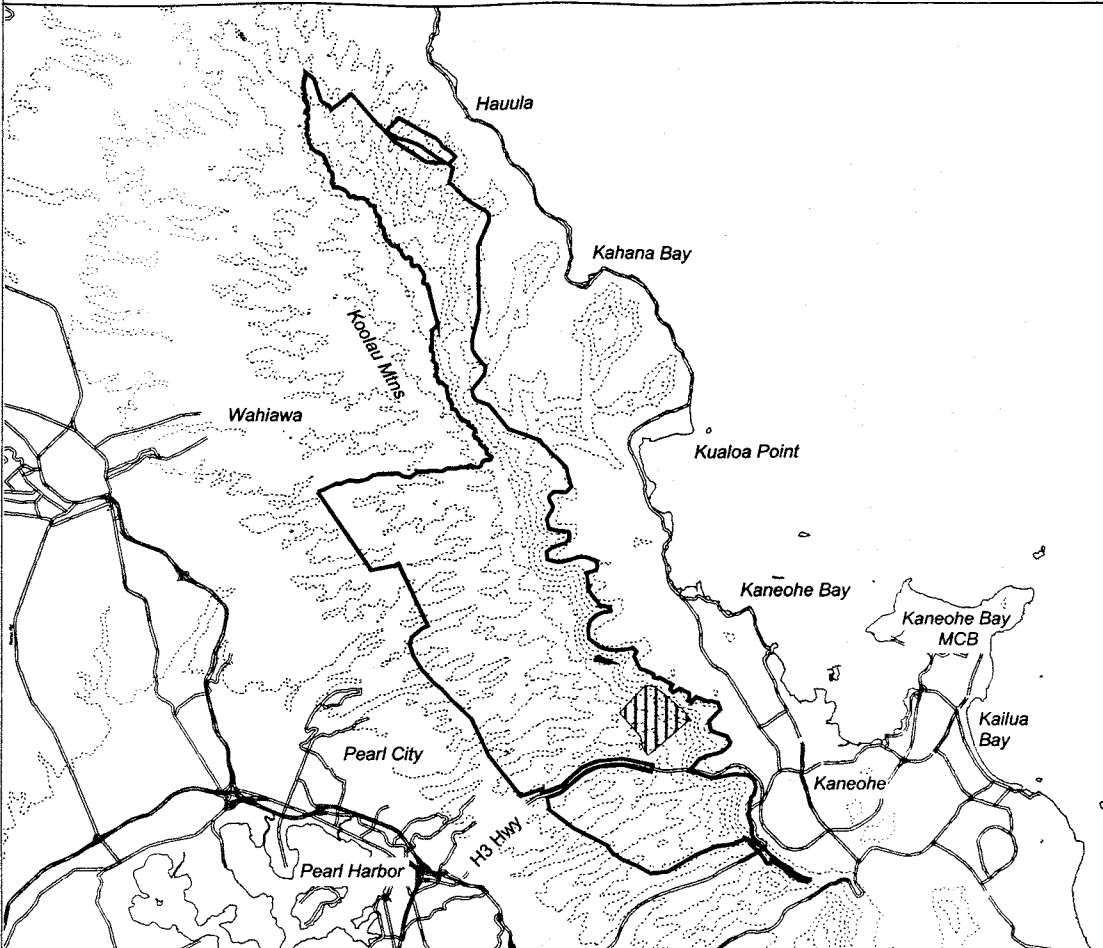 Hauula
Kahana Bay
Koolau Mtns
Wahiawa
Kualoa Point
Kaneohe Bay
Kaneohe Bay
MCB
Kailua
Bay
Pearl City
Kaneohe
H3 Hwy
Pearl Harbor